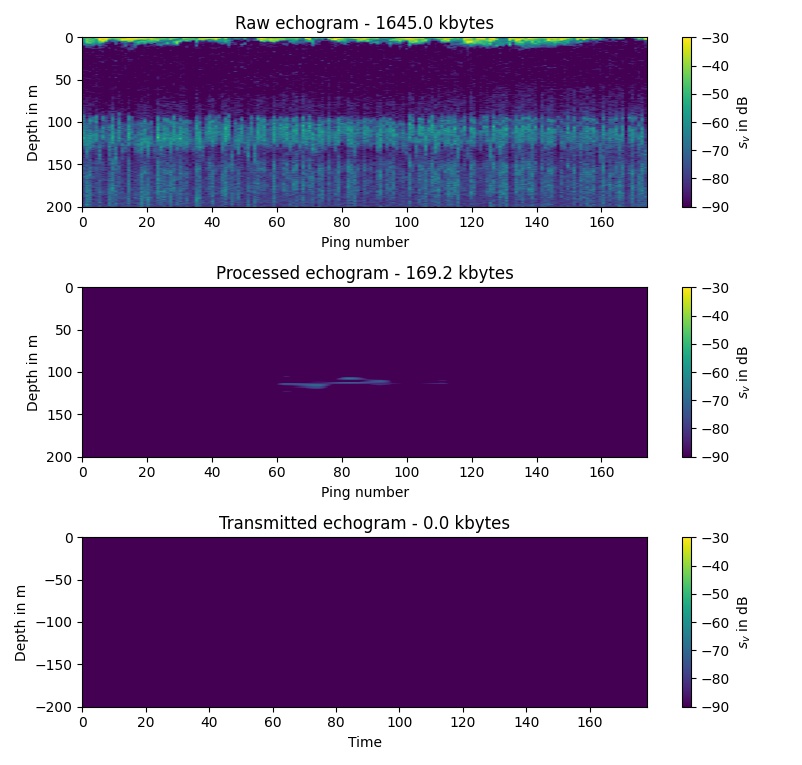 Raw echogram - 1645.0 kbytes
0
50
100
150
200
Depth in m
0 20 40 60 80 100 120 140 160
Ping number
−30
−40
−50
−60
−70
−80
−90
sv in dB
Processed echogram - 169.2 kbytes
0
50
100
150
200
Depth in m
0 20 40 60 80 100 120 140 160
Ping number
−30
−40
−50
−60
−70
−80
−90
sv in dB
Transmitted echogram - 0.0 kbytes
0
−50
−100
−150
−200
Depth in m
0 20 40 60 80 100 120 140 160
Time
−30
−40
−50
−60
−70
−80
−90
sv in dB